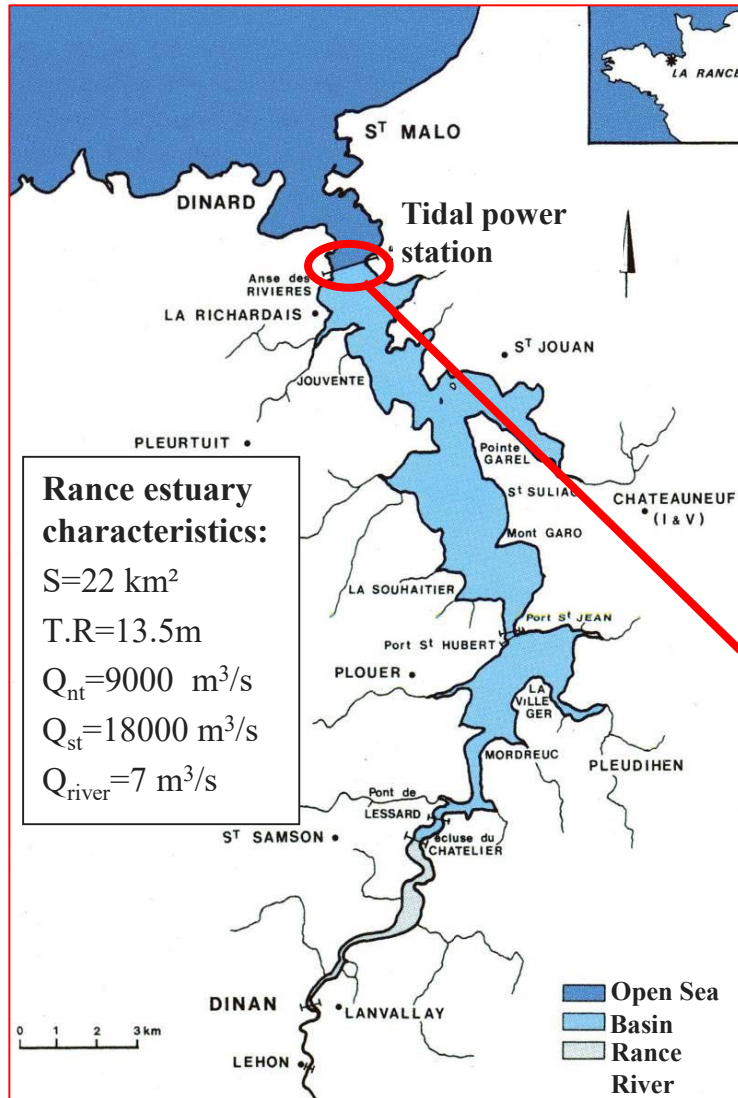 LA RANCE
Sᵀ MALO
DINARD
Tidal power
station
Anse des
RIVIERES
LA RICHARDAIS
Sᵀ JOUAN
JOUVENTE
PLEURTUIT
Pointe
GAREL
Sᵗ SULIAC
CHATEAUNEUF
(I & V)
Mont GARO
Rance estuary
characteristics:
S=22 km²
T.R=13.5m
Qnt=9000 m³/s
Qst=18000 m³/s
Qriver=7 m³/s
LA SOUHAITIER
Port Sᵗ JEAN
Port Sᵗ HUBERT
PLOUER
LA
VILLE
GER
MORDREUC
PLEUDIHEN
Pont de
LESSARD
Sᵀ SAMSON
écluse du
CHATELIER
DINAN
LANVALLAY
0 1 2 3 km
LEHON
Open Sea
Basin
Rance
River